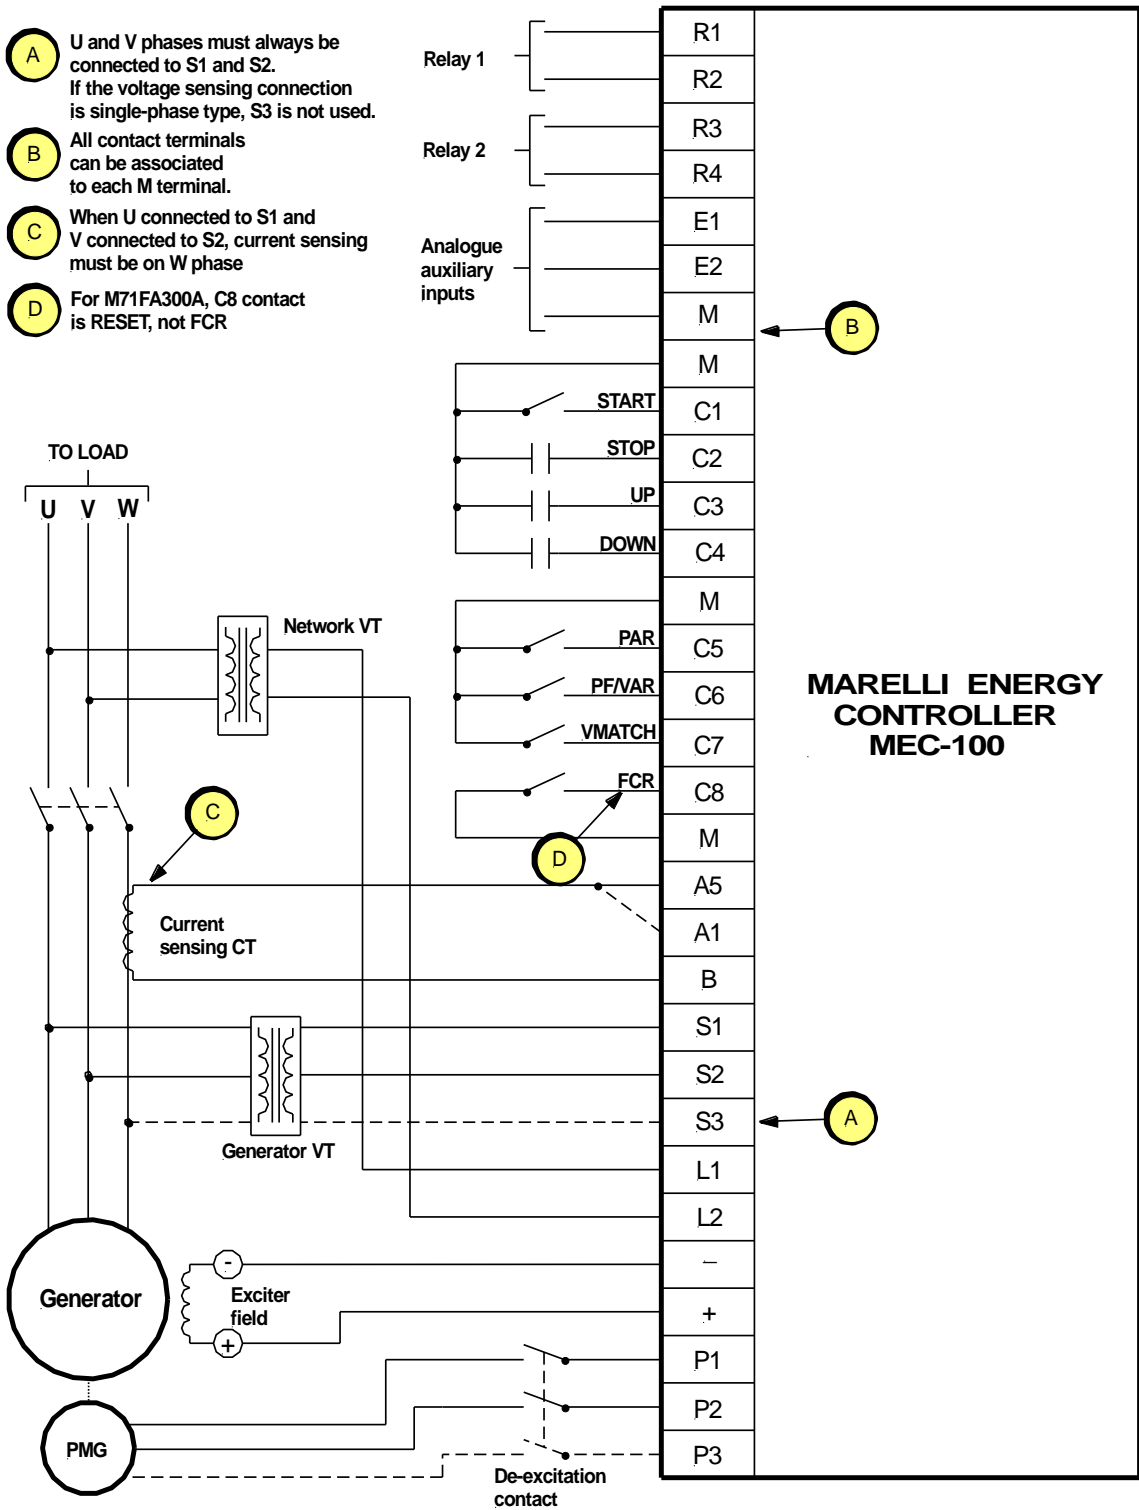 A
U and V phases must always be
connected to S1 and S2.
If the voltage sensing connection
is single-phase type, S3 is not used.
B
All contact terminals
can be associated
to each M terminal.
C
When U connected to S1 and
V connected to S2, current sensing
must be on W phase
D
For M71FA300A, C8 contact
is RESET, not FCR
Relay 1
Relay 2
Analogue
auxiliary
inputs
R1
R2
R3
R4
E1
E2
M
B
M
START
C1
STOP
C2
UP
C3
DOWN
C4
M
PAR
C5
PF/VAR
C6
VMATCH
C7
FCR
C8
M
D
A5
A1
B
S1
S2
S3
A
L1
L2
–
+
P1
P2
P3
MARELLI ENERGY
CONTROLLER
MEC-100
TO LOAD
U V W
Network VT
C
Current
sensing CT
Generator VT
Generator
-
Exciter
field
+
PMG
De-excitation
contact